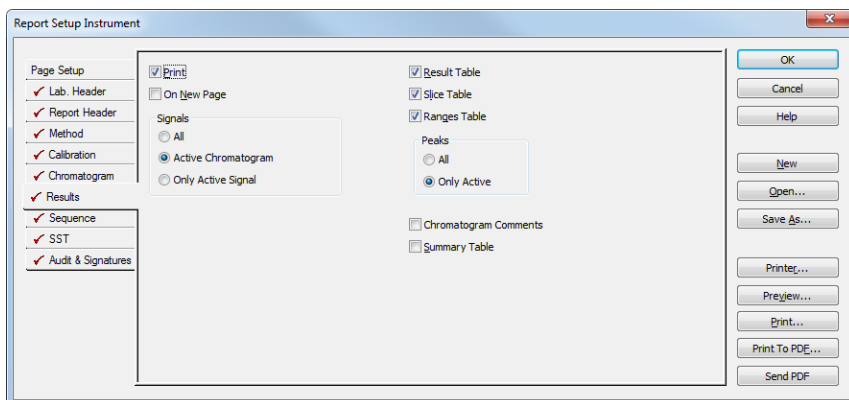 Report Setup Instrument
Page Setup
Lab. Header
Report Header
Method
Calibration
Chromatogram
Results
Sequence
SST
Audit & Signatures
Print
On New Page
Signals
All
Active Chromatogram
Only Active Signal
Result Table
Slice Table
Ranges Table
Peaks
All
Only Active
Chromatogram Comments
Summary Table
OK
Cancel
Help
New
Open...
Save As...
Printer...
Preview...
Print...
Print To PDF...
Send PDF